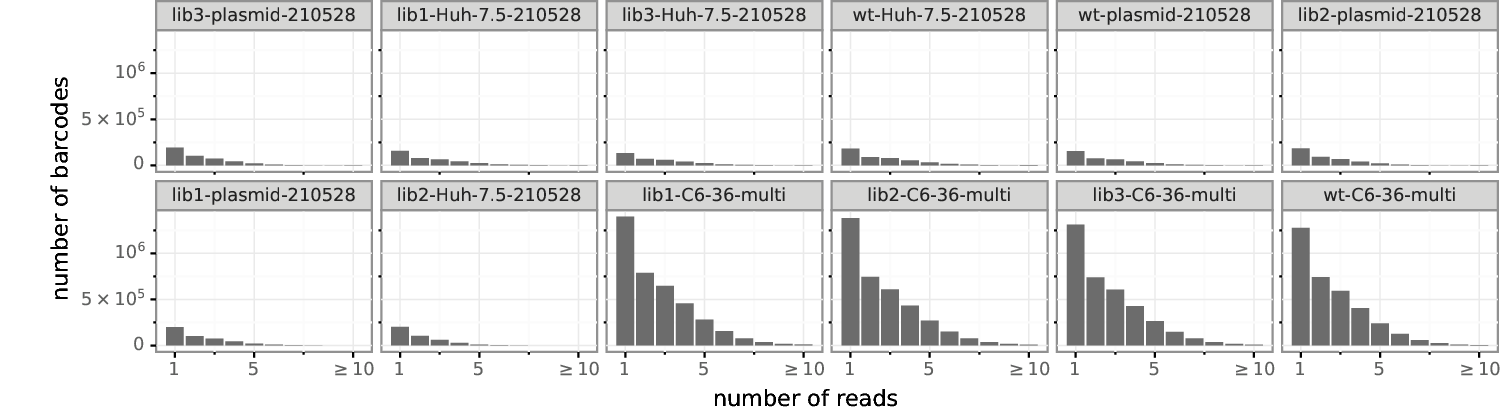 lib3-plasmid-210528 lib1-Huh-7.5-210528 lib3-Huh-7.5-210528 wt-Huh-7.5-210528 wt-plasmid-210528 lib2-plasmid-210528
10⁶
5 × 10⁵
0
number of barcodes
lib1-plasmid-210528 lib2-Huh-7.5-210528 lib1-C6-36-multi lib2-C6-36-multi lib3-C6-36-multi wt-C6-36-multi
10⁶
5 × 10⁵
0
1 5 ≥ 10 1 5 ≥ 10 1 5 ≥ 10 1 5 ≥ 10 1 5 ≥ 10 1 5 ≥ 10
number of reads